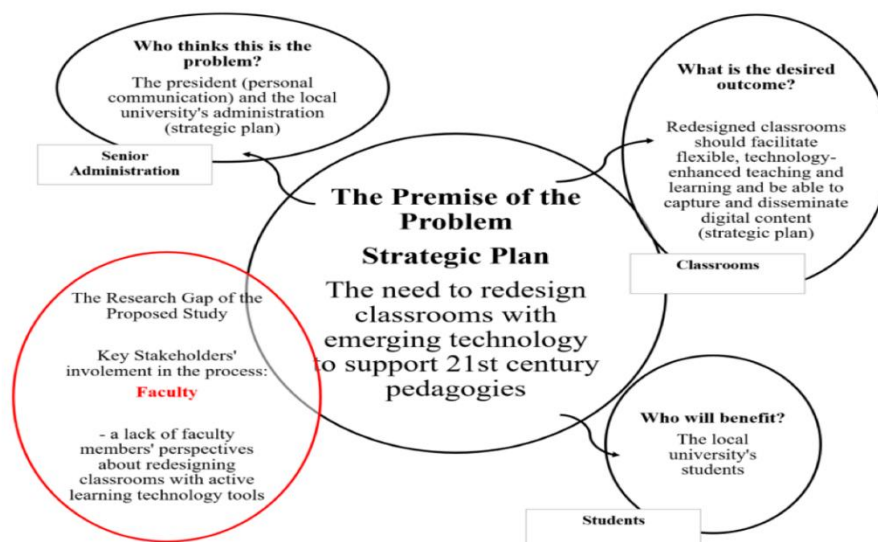 Who thinks this is the
problem?
The president (personal
communication) and the local
university's administration
(strategic plan)
Senior
Administration
What is the desired
outcome?
Redesigned classrooms
should facilitate
flexible, technology-
enhanced teaching and
learning and be able to
capture and disseminate
digital content
(strategic plan)
Classrooms
The Premise of the
Problem
Strategic Plan
The need to redesign
classrooms with
emerging technology
to support 21st century
pedagogies
The Research Gap of the
Proposed Study
Key Stakeholders'
involement in the process:
Faculty
- a lack of faculty
members' perspectives
about redesigning
classrooms with active
learning technology tools
Who will benefit?
The local
university's
students
Students